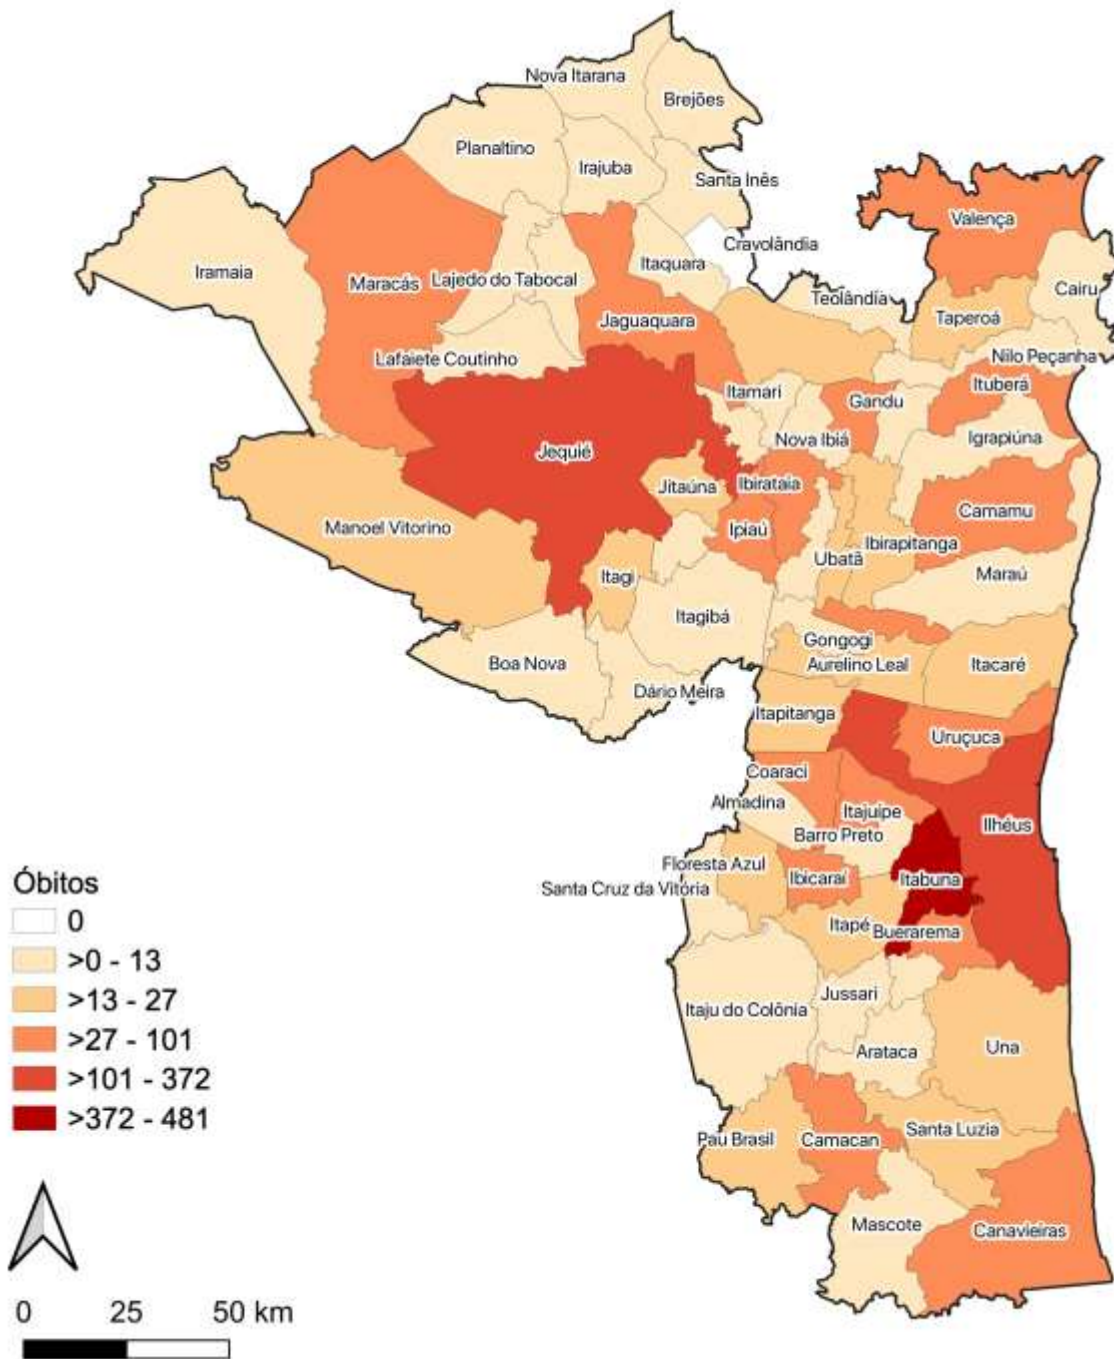 Nova Itarana
Brejões
Planaltino
Irajuba
Santa Inês
Valença
Cravolândia
Iramaia
Maracás
Lajedo do Tabocal
Itaquara
Teolândia
Cairu
Jaguaquara
Taperoá
Lafaiete Coutinho
Nilo Peçanha
Itamari
Gandu
Ituberá
Nova Ibiá
Igrapiúna
Jequié
Jitaúna
Ibirataia
Camamu
Manoel Vitorino
Ipiaú
Ibirapitanga
Ubatã
Itagi
Maraú
Itagibá
Gongogi
Boa Nova
Aurelino Leal
Itacaré
Dário Meira
Itapitanga
Uruçuca
Coaraci
Almadina
Itajuípe
Ilhéus
Barro Preto
Floresta Azul
Ibicaraí
Itabuna
Santa Cruz da Vitória
Itapé
Buerarema
Jussari
Itaju do Colônia
Una
Arataca
Santa Luzia
Pau Brasil
Camacan
Mascote
Canavieiras
Óbitos
0
>0 - 13
>13 - 27
>27 - 101
>101 - 372
>372 - 481
0 25 50 km